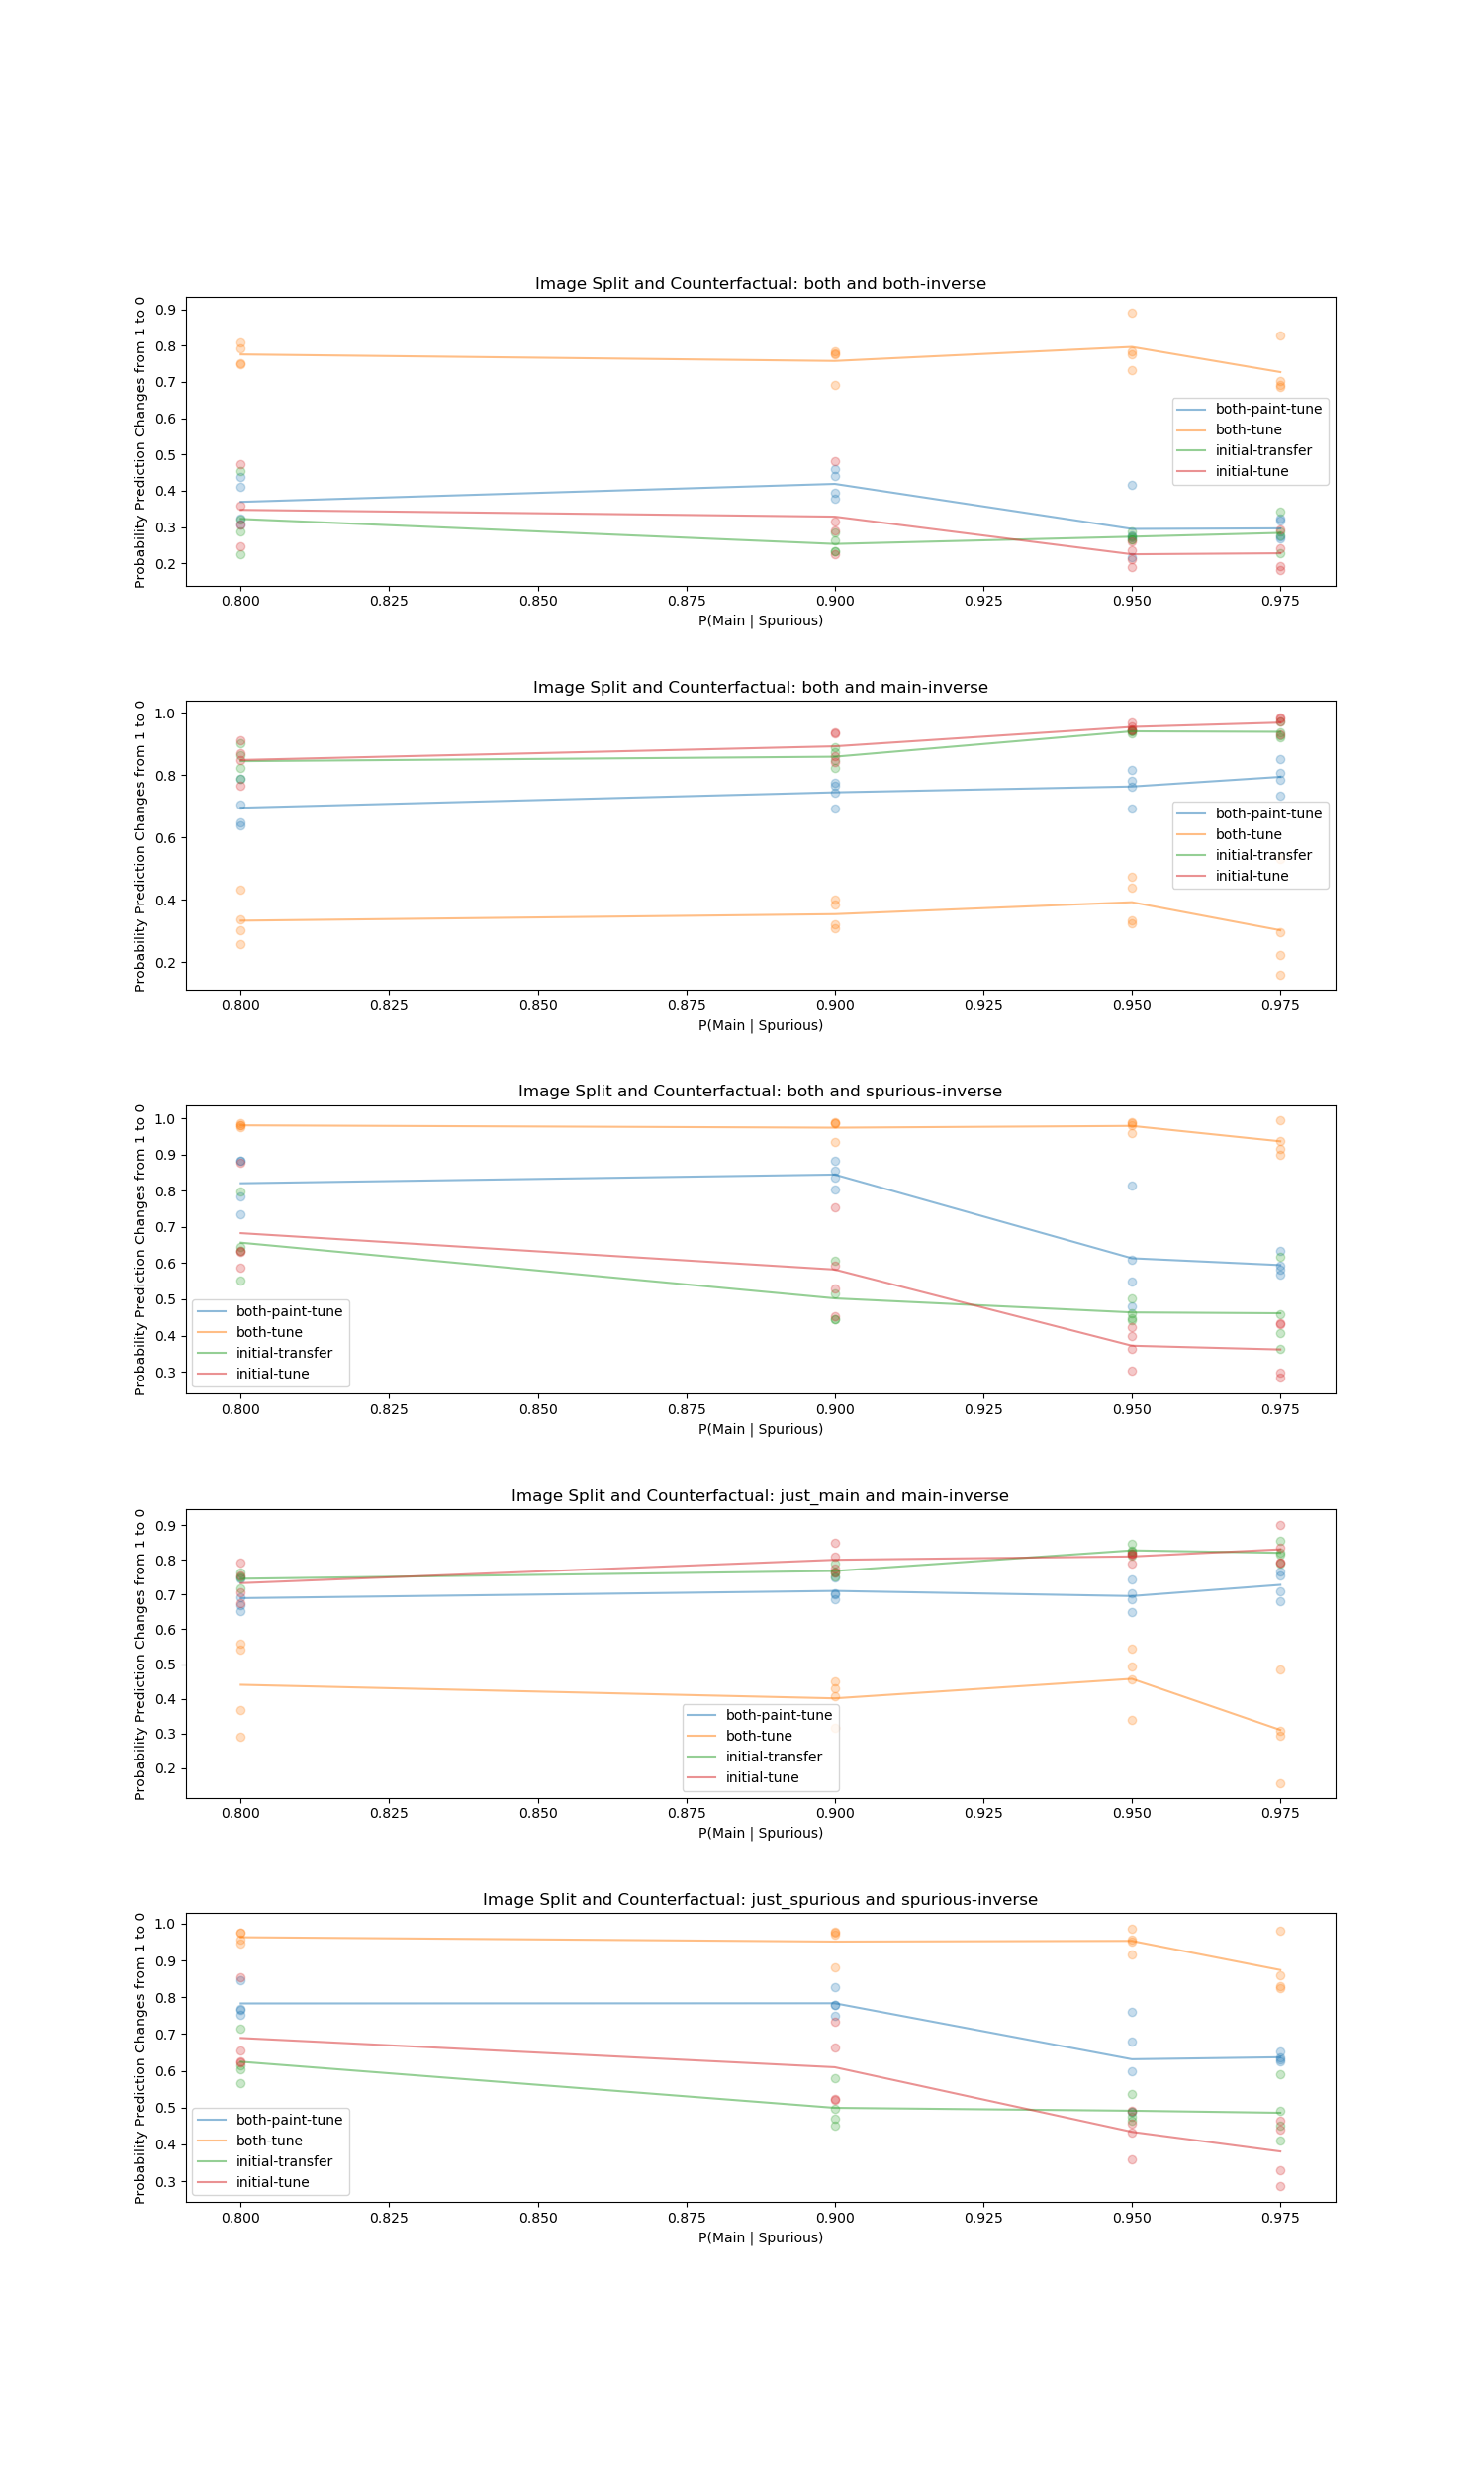 Image Split and Counterfactual: both and both-inverse
Probability Prediction Changes from 1 to 0
0.9
0.8
0.7
0.6
0.5
0.4
0.3
0.2
both-paint-tune
both-tune
initial-transfer
initial-tune
0.800 0.825 0.850 0.875 0.900 0.925 0.950 0.975
P(Main | Spurious)
Image Split and Counterfactual: both and main-inverse
Probability Prediction Changes from 1 to 0
1.0
0.8
0.6
0.4
0.2
both-paint-tune
both-tune
initial-transfer
initial-tune
0.800 0.825 0.850 0.875 0.900 0.925 0.950 0.975
P(Main | Spurious)
Image Split and Counterfactual: both and spurious-inverse
Probability Prediction Changes from 1 to 0
1.0
0.9
0.8
0.7
0.6
0.5
0.4
0.3
both-paint-tune
both-tune
initial-transfer
initial-tune
0.800 0.825 0.850 0.875 0.900 0.925 0.950 0.975
P(Main | Spurious)
Image Split and Counterfactual: just_main and main-inverse
Probability Prediction Changes from 1 to 0
0.9
0.8
0.7
0.6
0.5
0.4
0.3
0.2
both-paint-tune
both-tune
initial-transfer
initial-tune
0.800 0.825 0.850 0.875 0.900 0.925 0.950 0.975
P(Main | Spurious)
Image Split and Counterfactual: just_spurious and spurious-inverse
Probability Prediction Changes from 1 to 0
1.0
0.9
0.8
0.7
0.6
0.5
0.4
0.3
both-paint-tune
both-tune
initial-transfer
initial-tune
0.800 0.825 0.850 0.875 0.900 0.925 0.950 0.975
P(Main | Spurious)